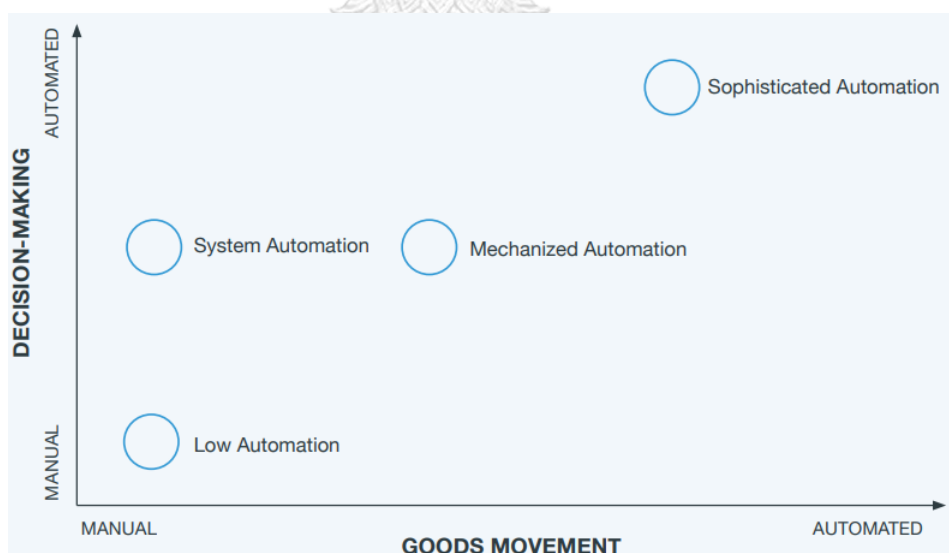 AUTOMATED
DECISION-MAKING
MANUAL
Sophisticated Automation
System Automation
Mechanized Automation
Low Automation
MANUAL
AUTOMATED
GOODS MOVEMENT